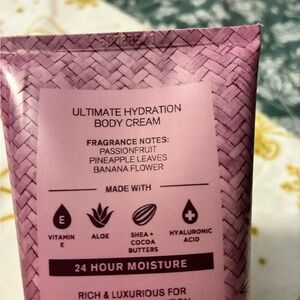 ULTIMATE HYDRATION
BODY CREAM
FRAGRANCE NOTES:
PASSIONFRUIT
PINEAPPLE LEAVES
BANANA FLOWER
MADE WITH
E
VITAMIN
E
ALOE
SHEA +
COCOA
BUTTERS
HYALURONIC
ACID
24 HOUR MOISTURE
RICH & LUXURIOUS FOR